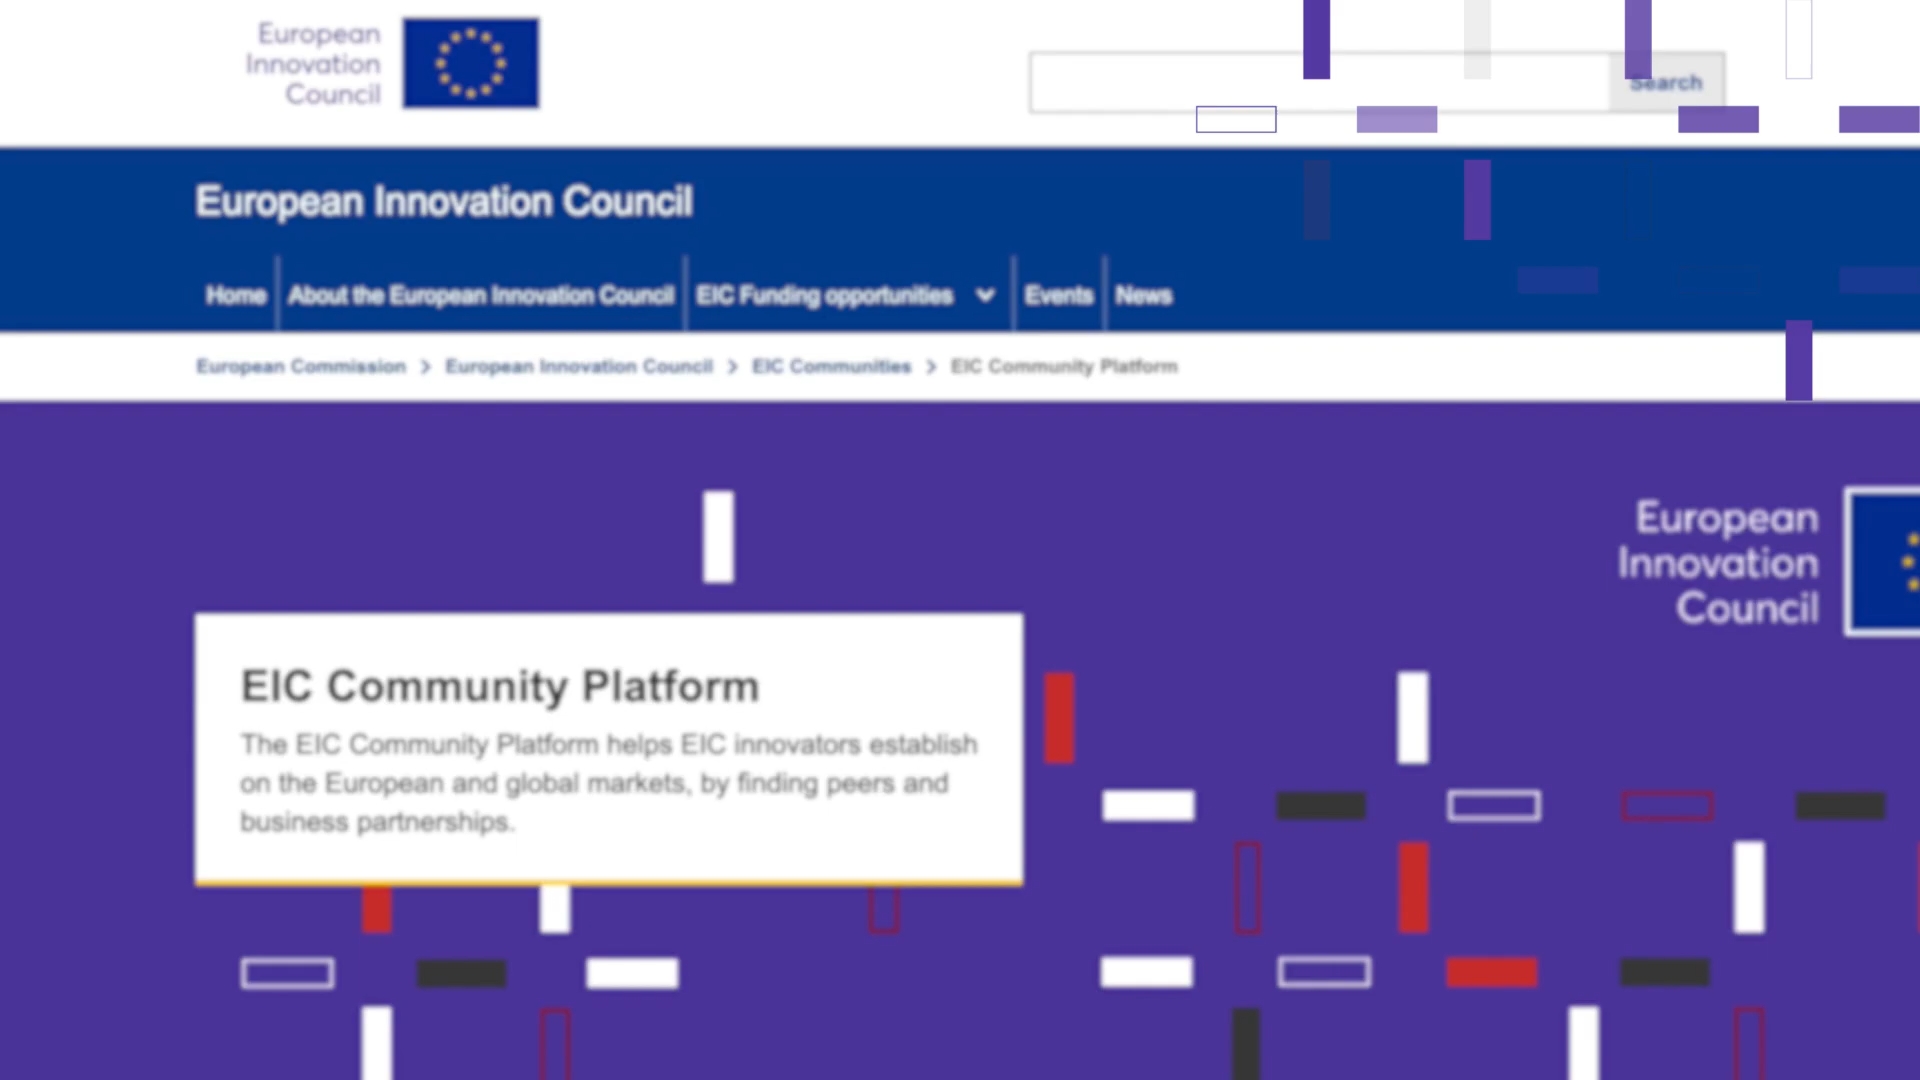 European
Innovation
Council
Search
European Innovation Council
Home
About the European Innovation Council
EIC Funding opportunities
Events
News
European Commission > European Innovation Council > EIC Communities > EIC Community Platform
European
Innovation
Council
EIC Community Platform
The EIC Community Platform helps EIC innovators establish
on the European and global markets, by finding peers and
business partnerships.